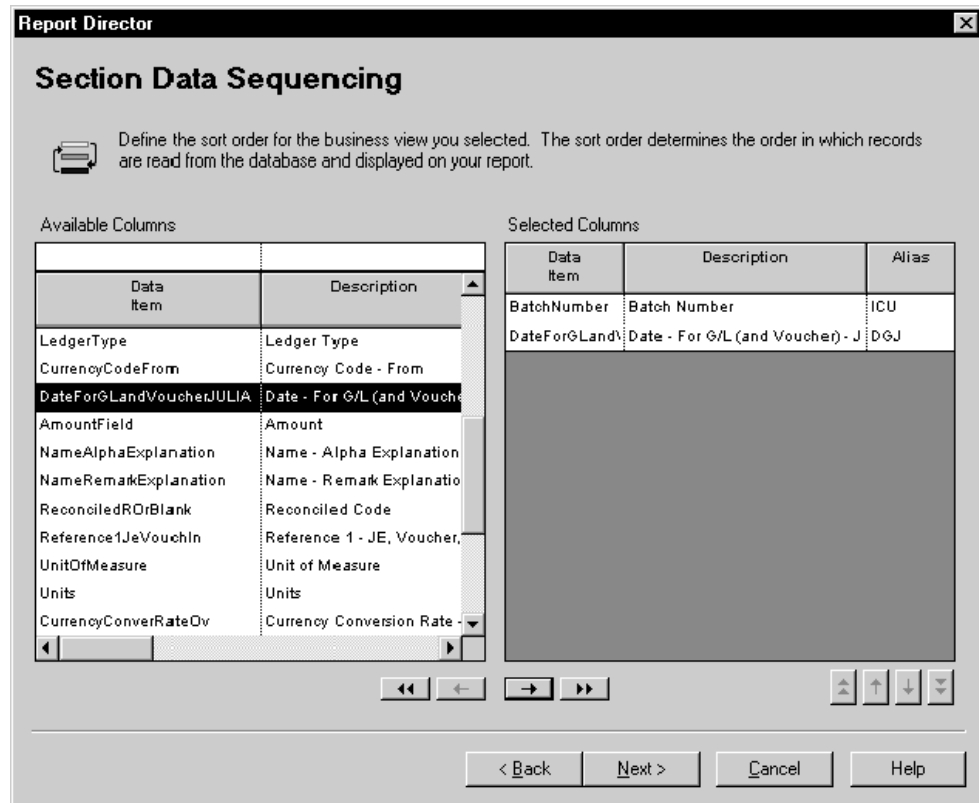 Report Director
Section Data Sequencing
Define the sort order for the business view you selected. The sort order determines the order in which records
are read from the database and displayed on your report.
Available Columns
Data Item Description
LedgerType Ledger Type
CurrencyCodeFrom Currency Code - From
DateForGLandVoucherJULIA Date - For G/L (and Vouche
AmountField Amount
NameAlphaExplanation Name - Alpha Explanation
NameRemarkExplanation Name - Remark Explanatio
ReconciledROrBlank Reconciled Code
Reference1JeVouchIn Reference 1 - JE, Voucher,
UnitOfMeasure Unit of Measure
Units Units
CurrencyConverRateOv Currency Conversion Rate -
Selected Columns
Data Item Description Alias
BatchNumber Batch Number ICU
DateForGLand Date - For G/L (and Voucher) - J DGJ
< Back Next > Cancel Help